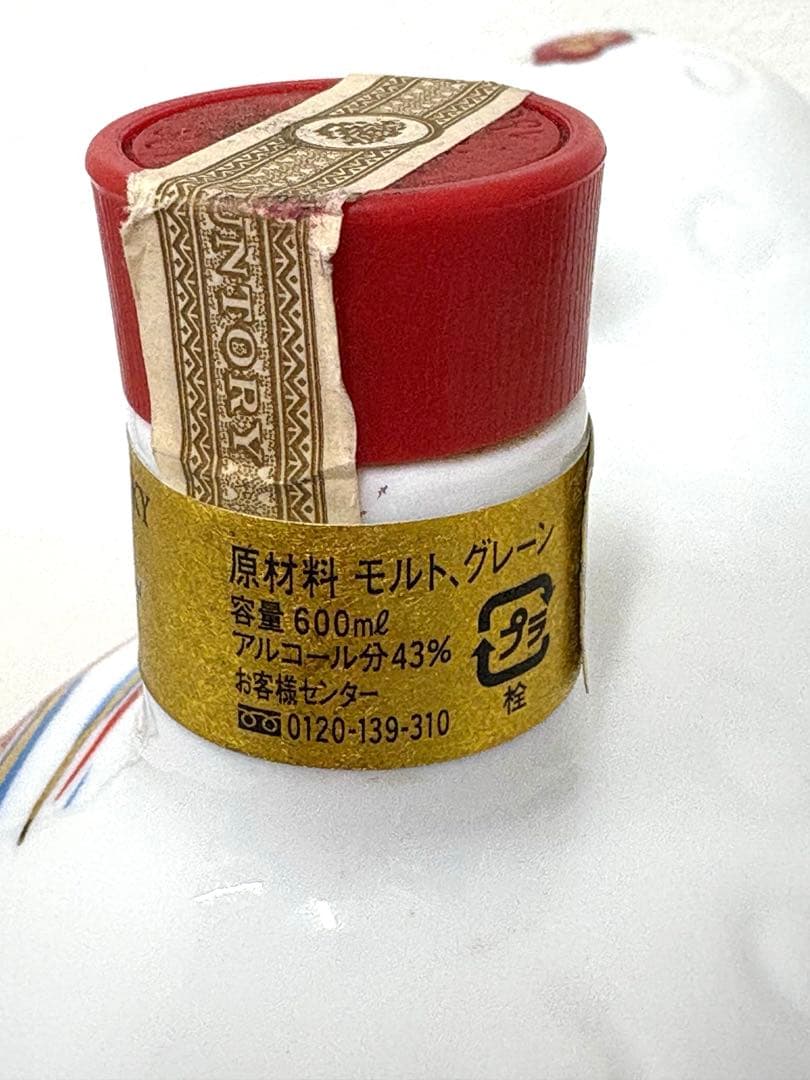 UNTORY
原材料 モルト、グレーン
容量 600mℓ
アルコール分 43%
お客様センター
0120-139-310
プラ
栓
KY